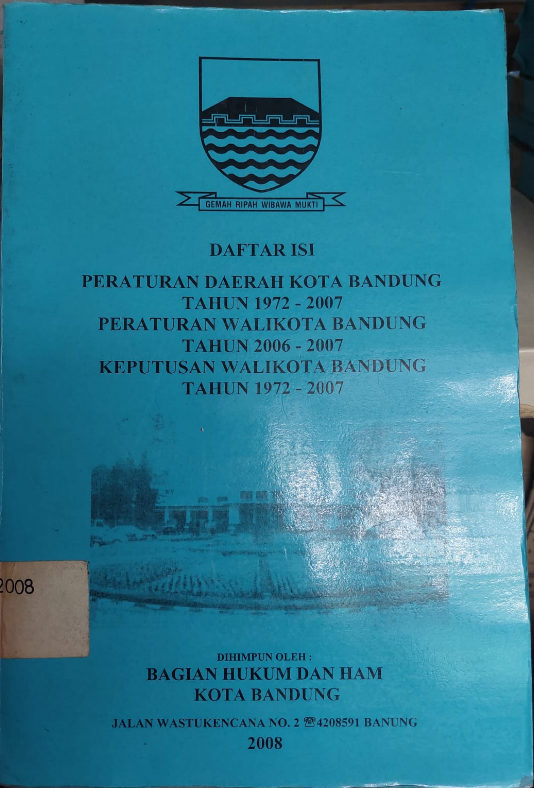 GEMAH RIPAH WIBAWA MUKTI
DAFTAR ISI
PERATURAN DAERAH KOTA BANDUNG
TAHUN 1972 - 2007
PERATURAN WALIKOTA BANDUNG
TAHUN 2006 - 2007
KEPUTUSAN WALIKOTA BANDUNG
TAHUN 1972 - 2007
2008
DIHIMPUN OLEH :
BAGIAN HUKUM DAN HAM
KOTA BANDUNG
JALAN WASTUKENCANA NO. 2 ☎4208591 BANUNG
2008